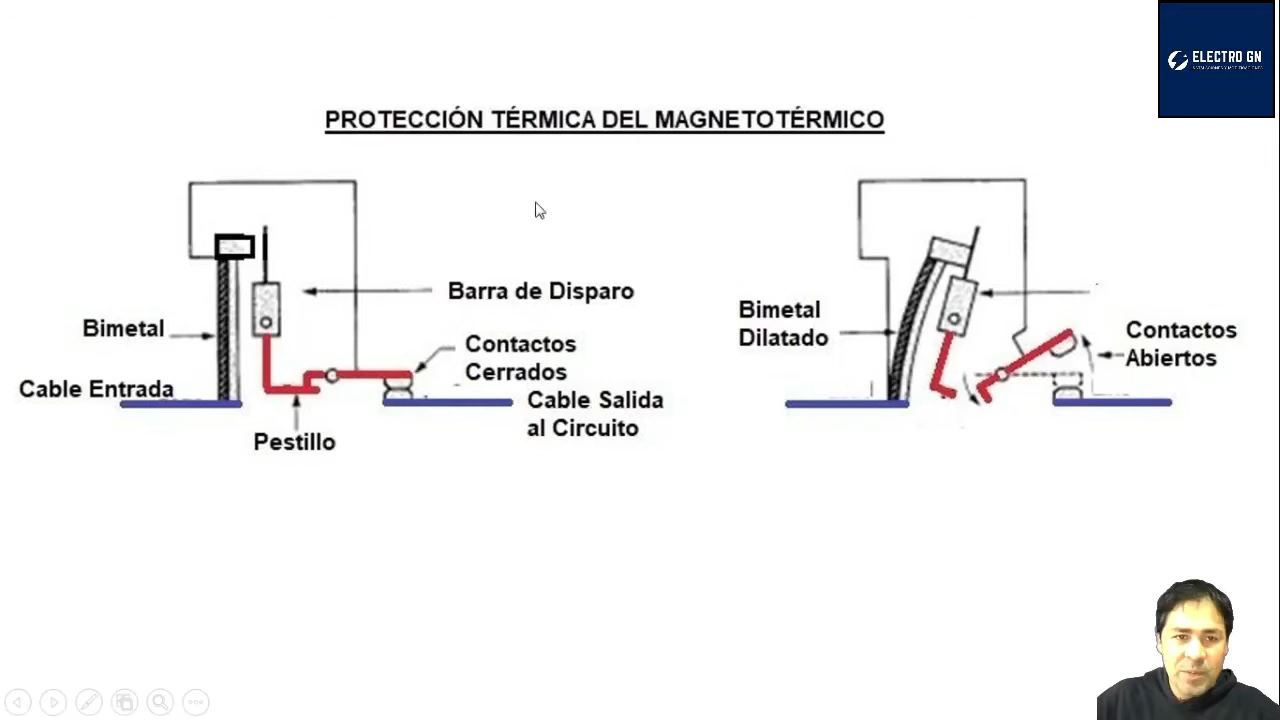 ELECTRO GN
PROTECCIÓN TÉRMICA DEL MAGNETOTÉRMICO
Barra de Disparo
Bimetal
Contactos
Cerrados
Cable Entrada
Cable Salida
al Circuito
Pestillo
Bimetal
Dilatado
Contactos
Abiertos